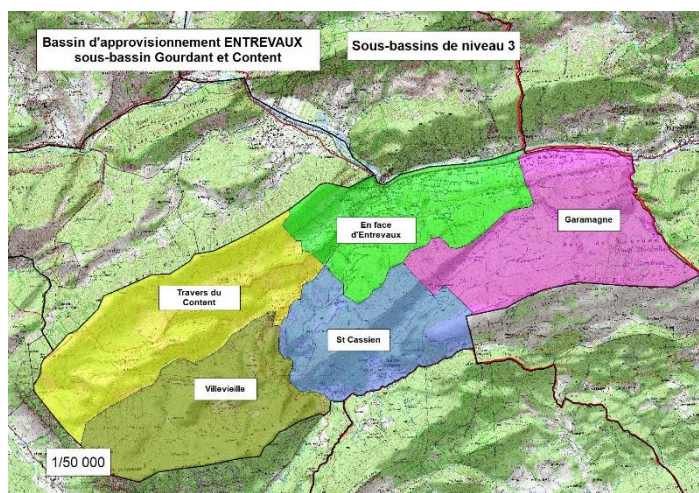 Bassin d'approvisionnement ENTREVAUX
sous-bassin Gourdant et Content
Sous-bassins de niveau 3
En face
d'Entrevaux
Garamagne
Travers du
Content
St Cassien
Villevieille
1/50 000